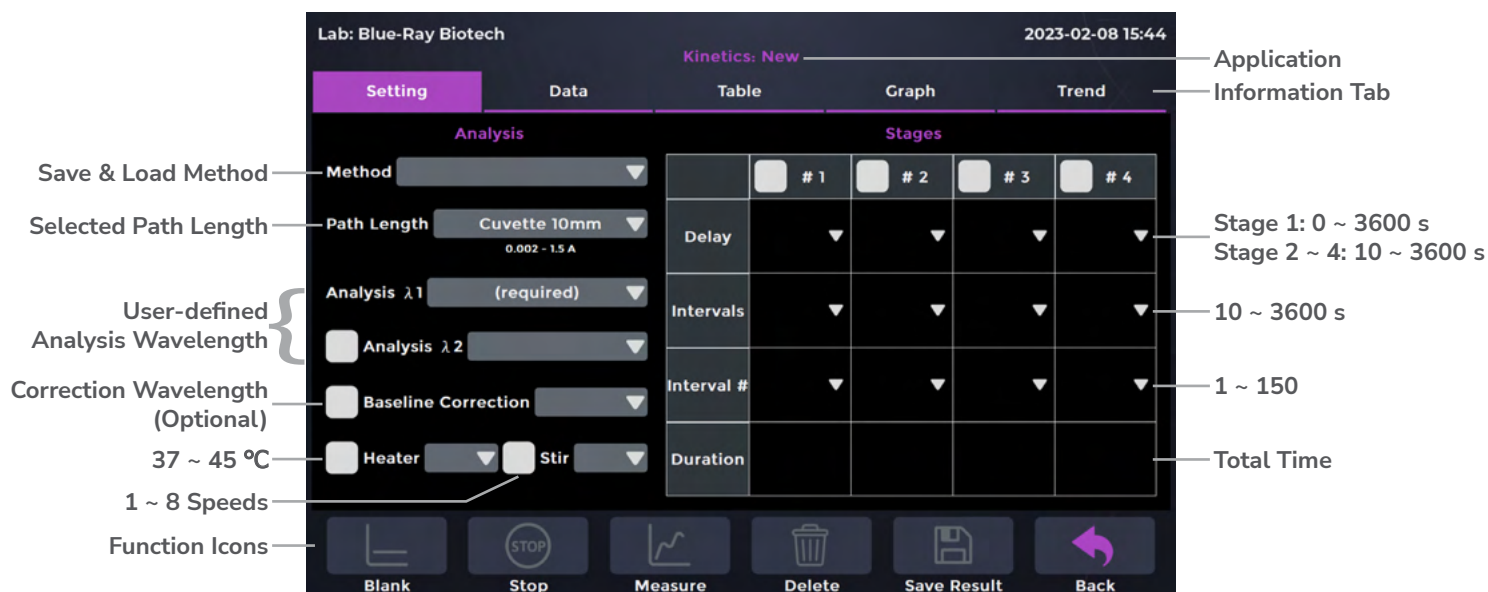 Lab: Blue-Ray Biotech
2023-02-08 15:44
Kinetics: New
Application
Setting
Data
Table
Graph
Trend
Information Tab
Analysis
Stages
Save & Load Method
Method
# 1
# 2
# 3
# 4
Selected Path Length
Path Length
Cuvette 10mm
0.002 - 1.5 A
Delay
Stage 1: 0 ~ 3600 s
Stage 2 ~ 4: 10 ~ 3600 s
User-defined
Analysis Wavelength
Analysis λ1
(required)
Analysis λ2
Intervals
10 ~ 3600 s
Correction Wavelength
(Optional)
Baseline Correction
Interval #
1 ~ 150
37 ~ 45 ℃
Heater
Stir
Duration
Total Time
1 ~ 8 Speeds
Function Icons
STOP
Blank
Stop
Measure
Delete
Save Result
Back